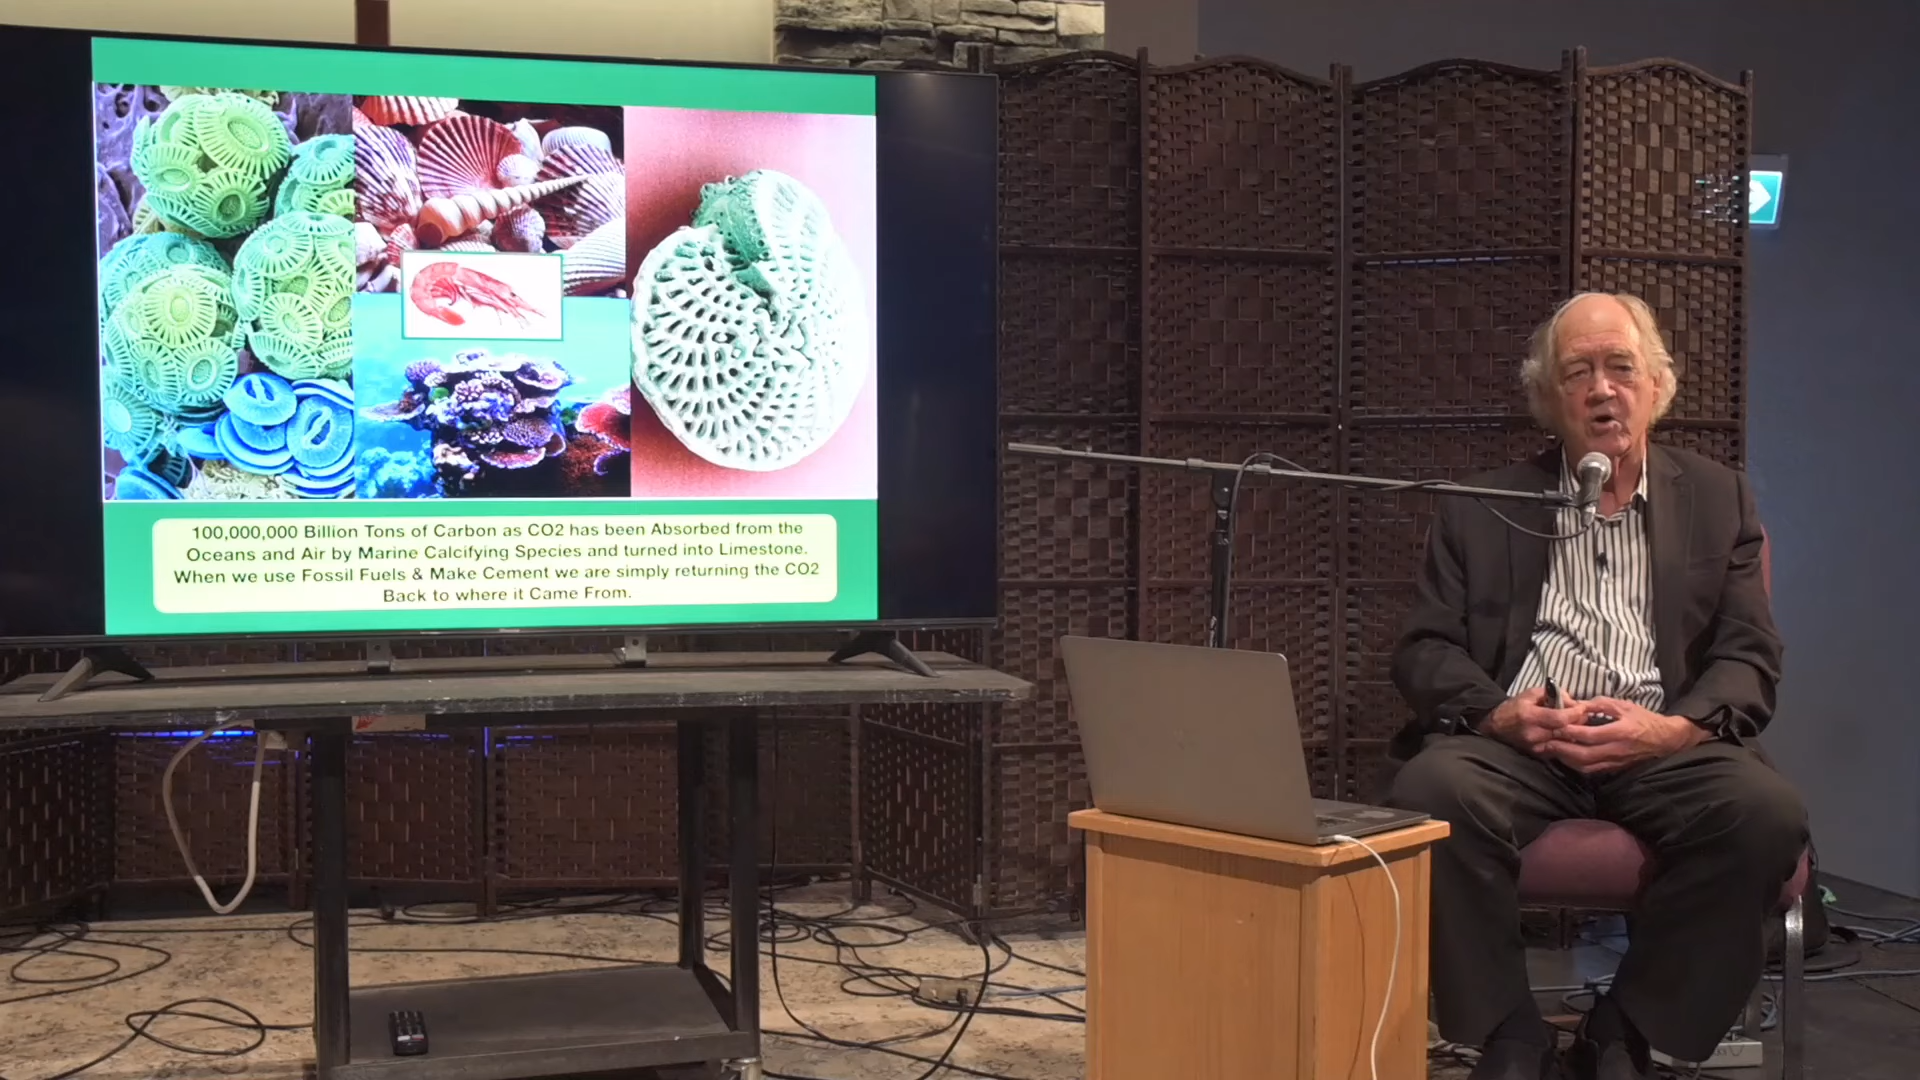 100,000,000 Billion Tons of Carbon as CO2 has been Absorbed from the
Oceans and Air by Marine Calcifying Species and turned into Limestone.
When we use Fossil Fuels & Make Cement we are simply returning the CO2
Back to where it Came From.